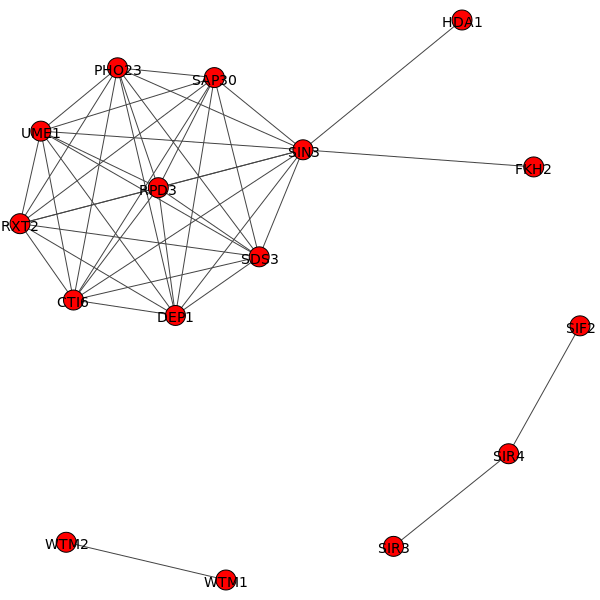 HDA1
PHO23
SAP30
UME1
SIN3
FKH2
RPD3
RXT2
SDS3
CTI6
DEP1
SIF2
SIR4
WTM2
SIR3
WTM1